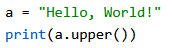 a = "Hello, World!"
print(a.upper())